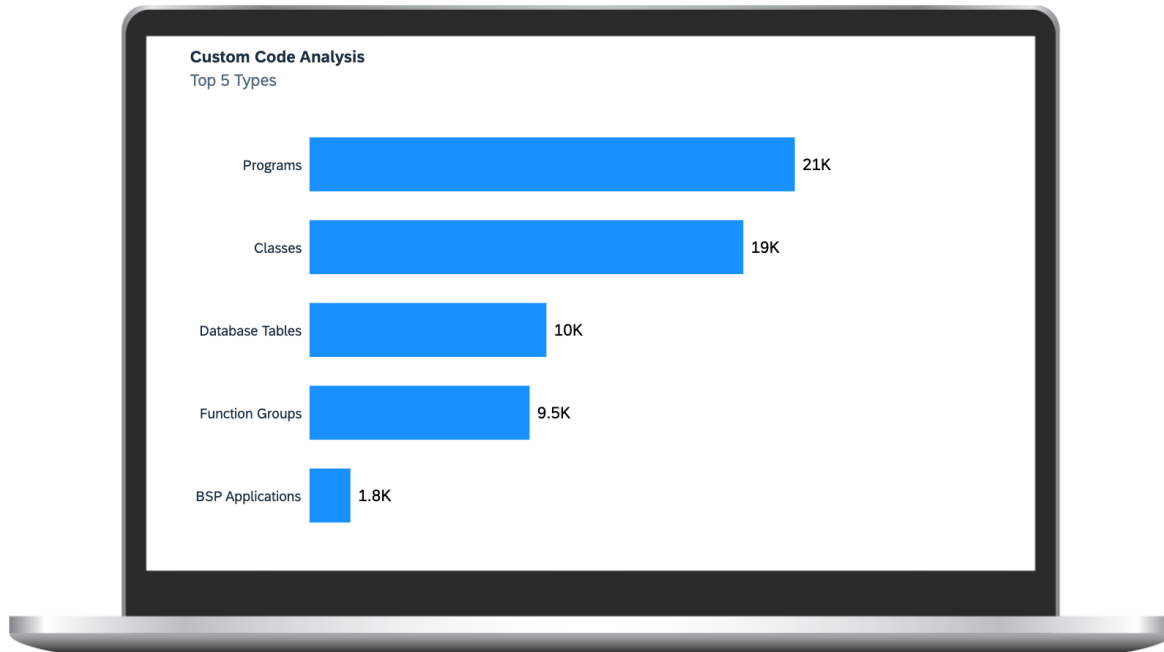 Custom Code Analysis
Top 5 Types
Programs 21K
Classes 19K
Database Tables 10K
Function Groups 9.5K
BSP Applications 1.8K